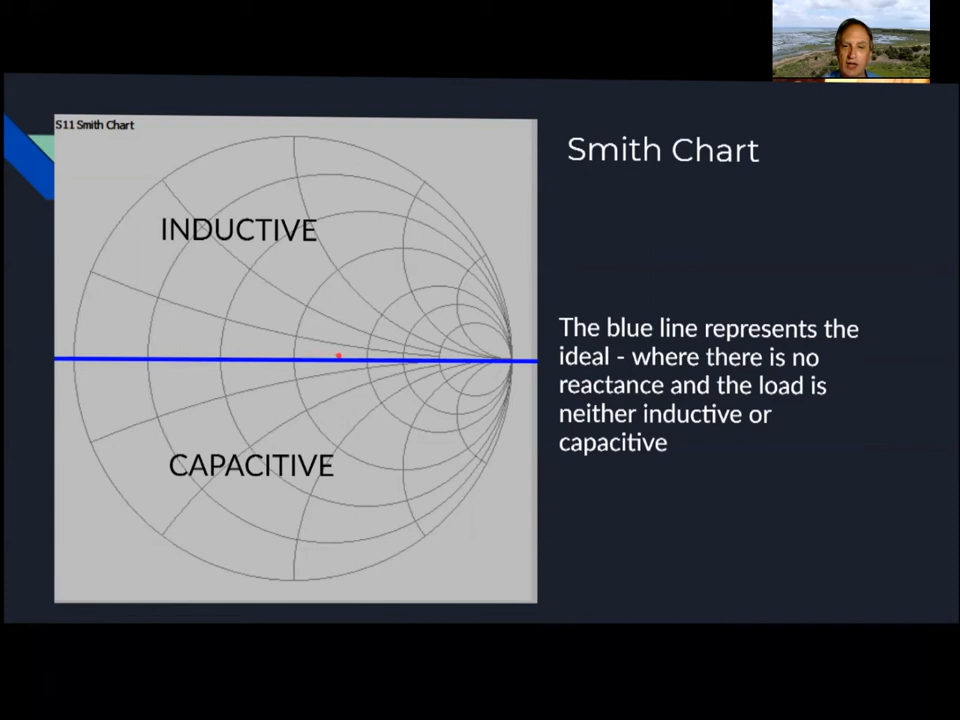 S11 Smith Chart
INDUCTIVE
CAPACITIVE
Smith Chart
The blue line represents the
ideal - where there is no
reactance and the load is
neither inductive or
capacitive